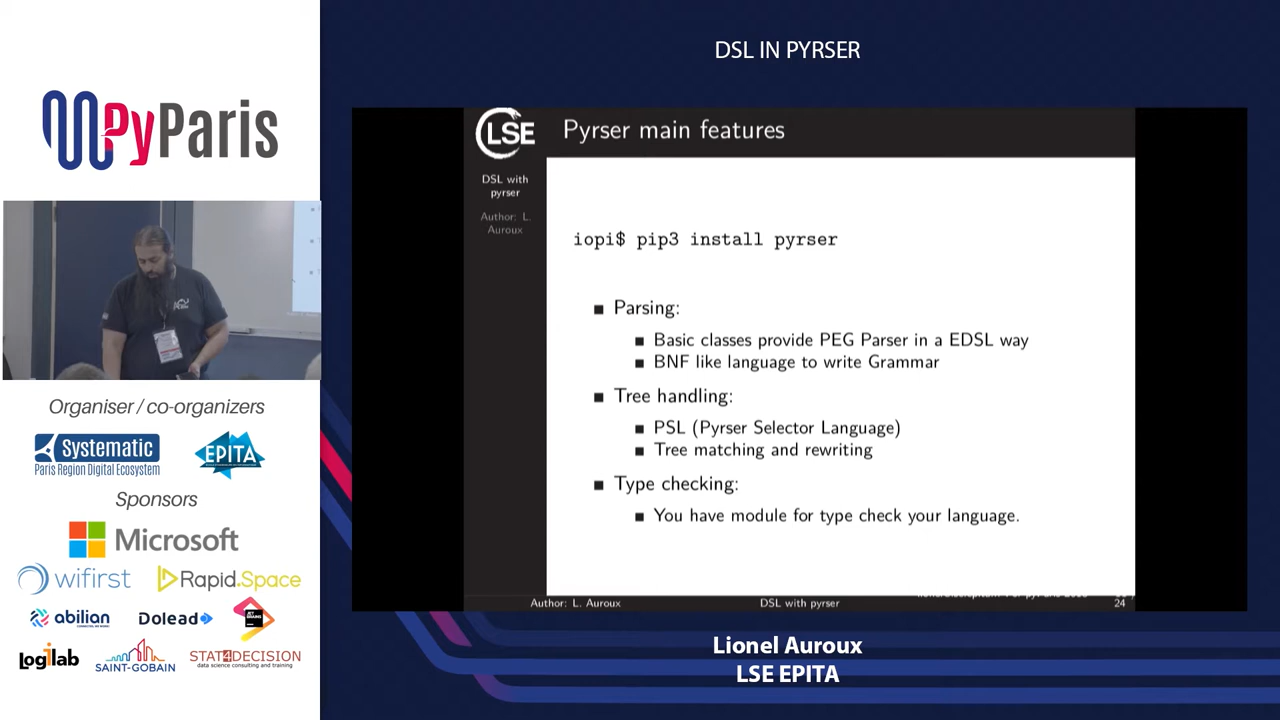 DSL IN PYRSER
PyParis
LSE
Pyrser main features
DSL with
pyrser
Author: L.
Auroux
iopi$ pip3 install pyrser
Parsing:
Basic classes provide PEG Parser in a EDSL way
BNF like language to write Grammar
Tree handling:
PSL (Pyrser Selector Language)
Tree matching and rewriting
Type checking:
You have module for type check your language.
Author: L. Auroux
DSL with pyrser
24
Organiser / co-organizers
Systematic
Paris Region Digital Ecosystem
EPITA
Sponsors
Microsoft
wifirst
Rapid.Space
abilian
Dolead
JET
BRAINS
Logilab
SAINT-GOBAIN
STAT4DECISION
data science consulting and training
Lionel Auroux
LSE EPITA